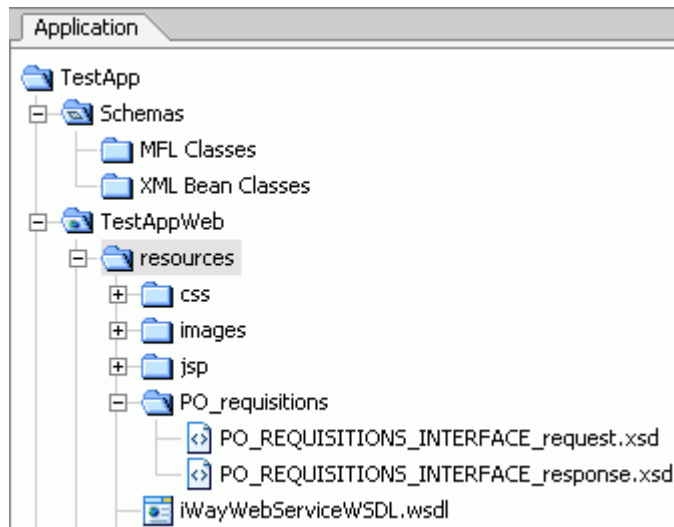 Application
TestApp
Schemas
MFL Classes
XML Bean Classes
TestAppWeb
resources
css
images
jsp
PO_requisitions
PO_REQUISITIONS_INTERFACE_request.xsd
PO_REQUISITIONS_INTERFACE_response.xsd
iWayWebServiceWSDL.wsdl